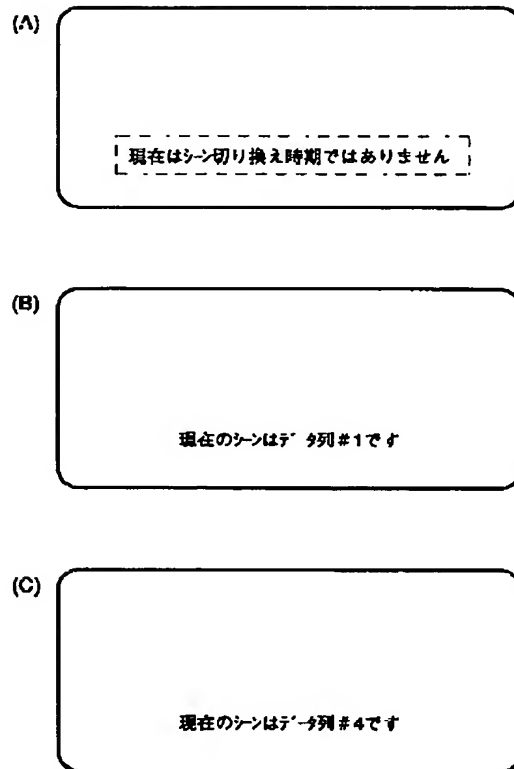 (A)
現在はシーン切り換え時期ではありません
(B)
現在のシーンはデータ列#1です
(C)
現在のシーンはデータ列#4です